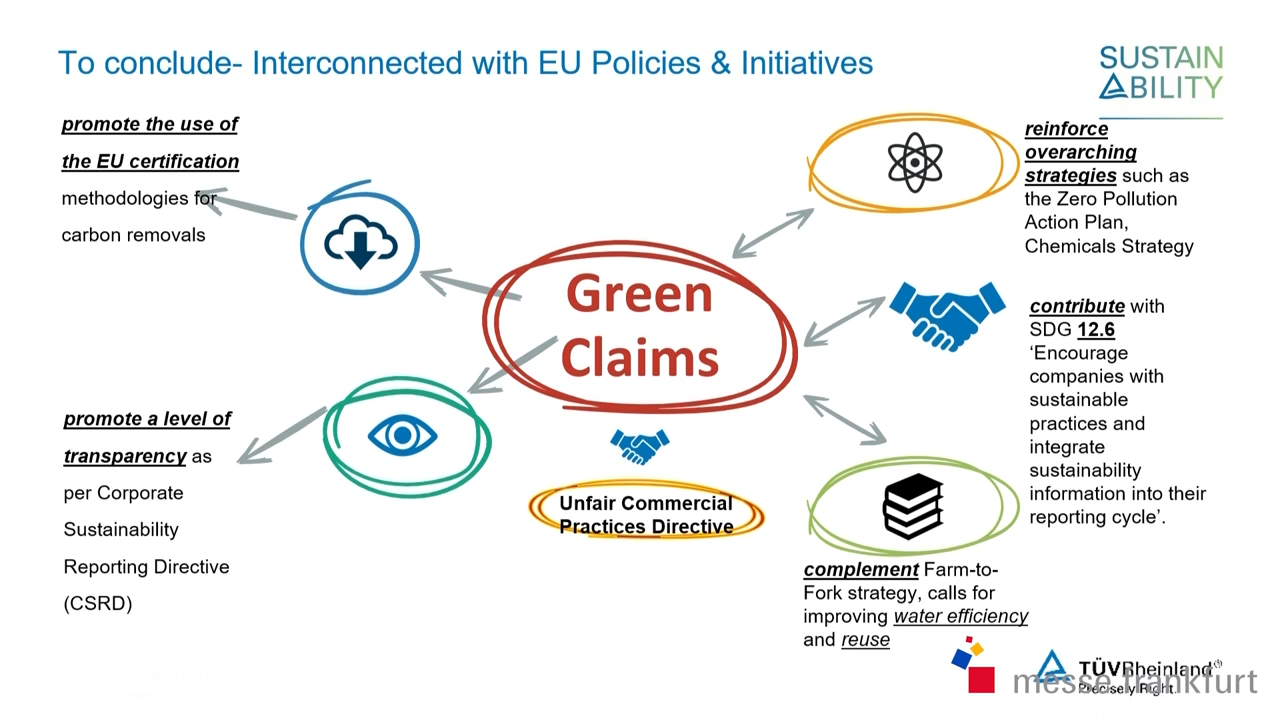 To conclude- Interconnected with EU Policies & Initiatives
SUSTAIN
ABILITY
promote the use of
the EU certification
methodologies for
carbon removals
reinforce
overarching
strategies such as
the Zero Pollution
Action Plan,
Chemicals Strategy
Green
Claims
contribute with
SDG 12.6
‘Encourage
companies with
sustainable
practices and
integrate
sustainability
information into their
reporting cycle’.
promote a level of
transparency as
per Corporate
Sustainability
Reporting Directive
(CSRD)
Unfair Commercial
Practices Directive
complement Farm-to-
Fork strategy, calls for
improving water efficiency
and reuse
TÜVRheinland®
Precisely Right.
messe frankfurt